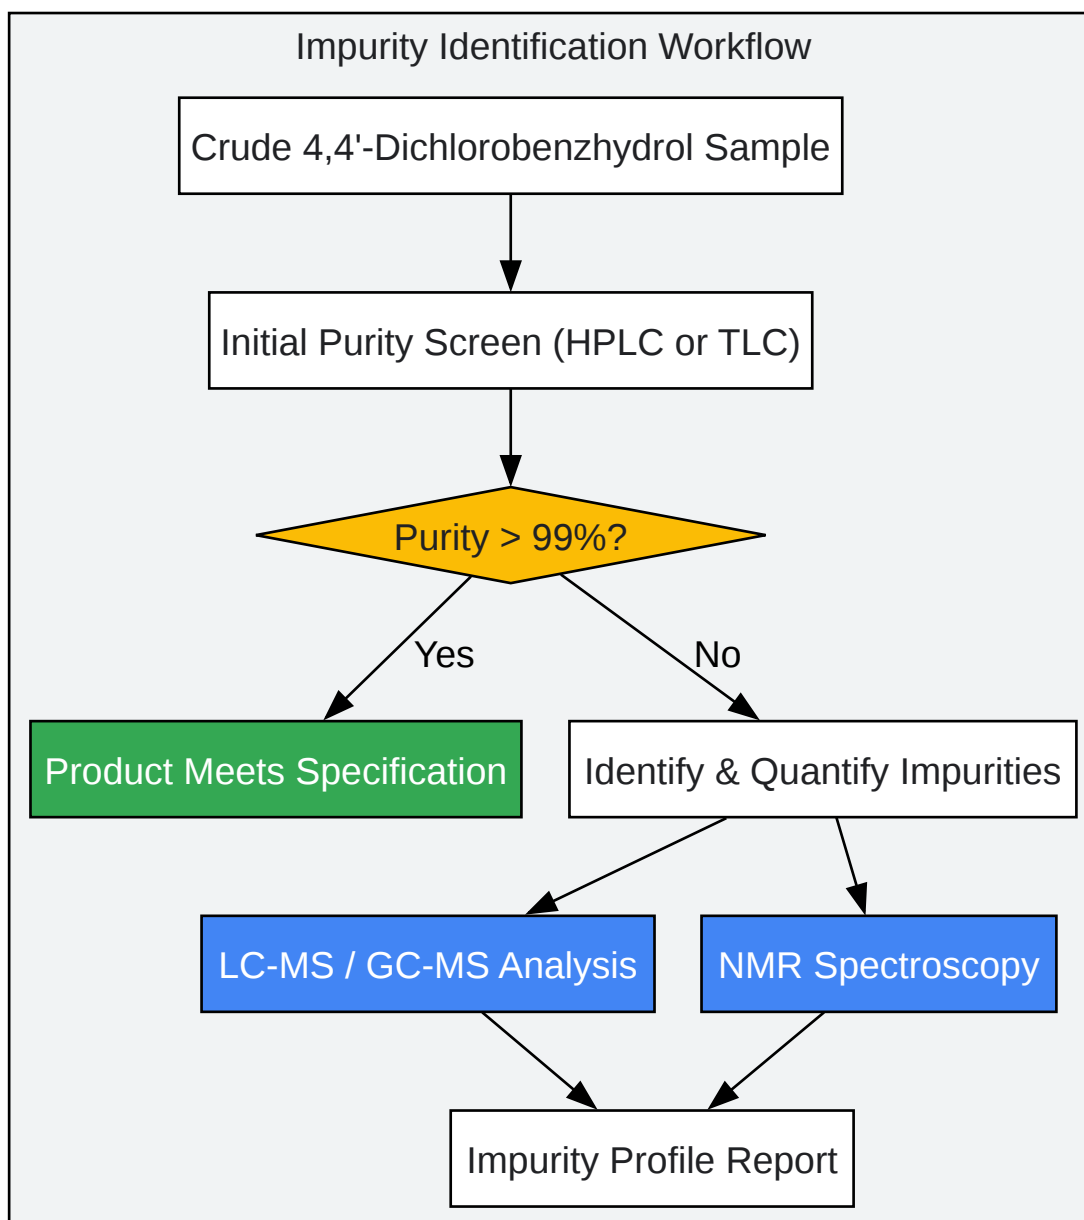 Impurity Identification Workflow
Crude 4,4'-Dichlorobenzhydrol Sample
Initial Purity Screen (HPLC or TLC)
Purity > 99%?
Yes
No
Product Meets Specification
Identify & Quantify Impurities
LC-MS / GC-MS Analysis
NMR Spectroscopy
Impurity Profile Report